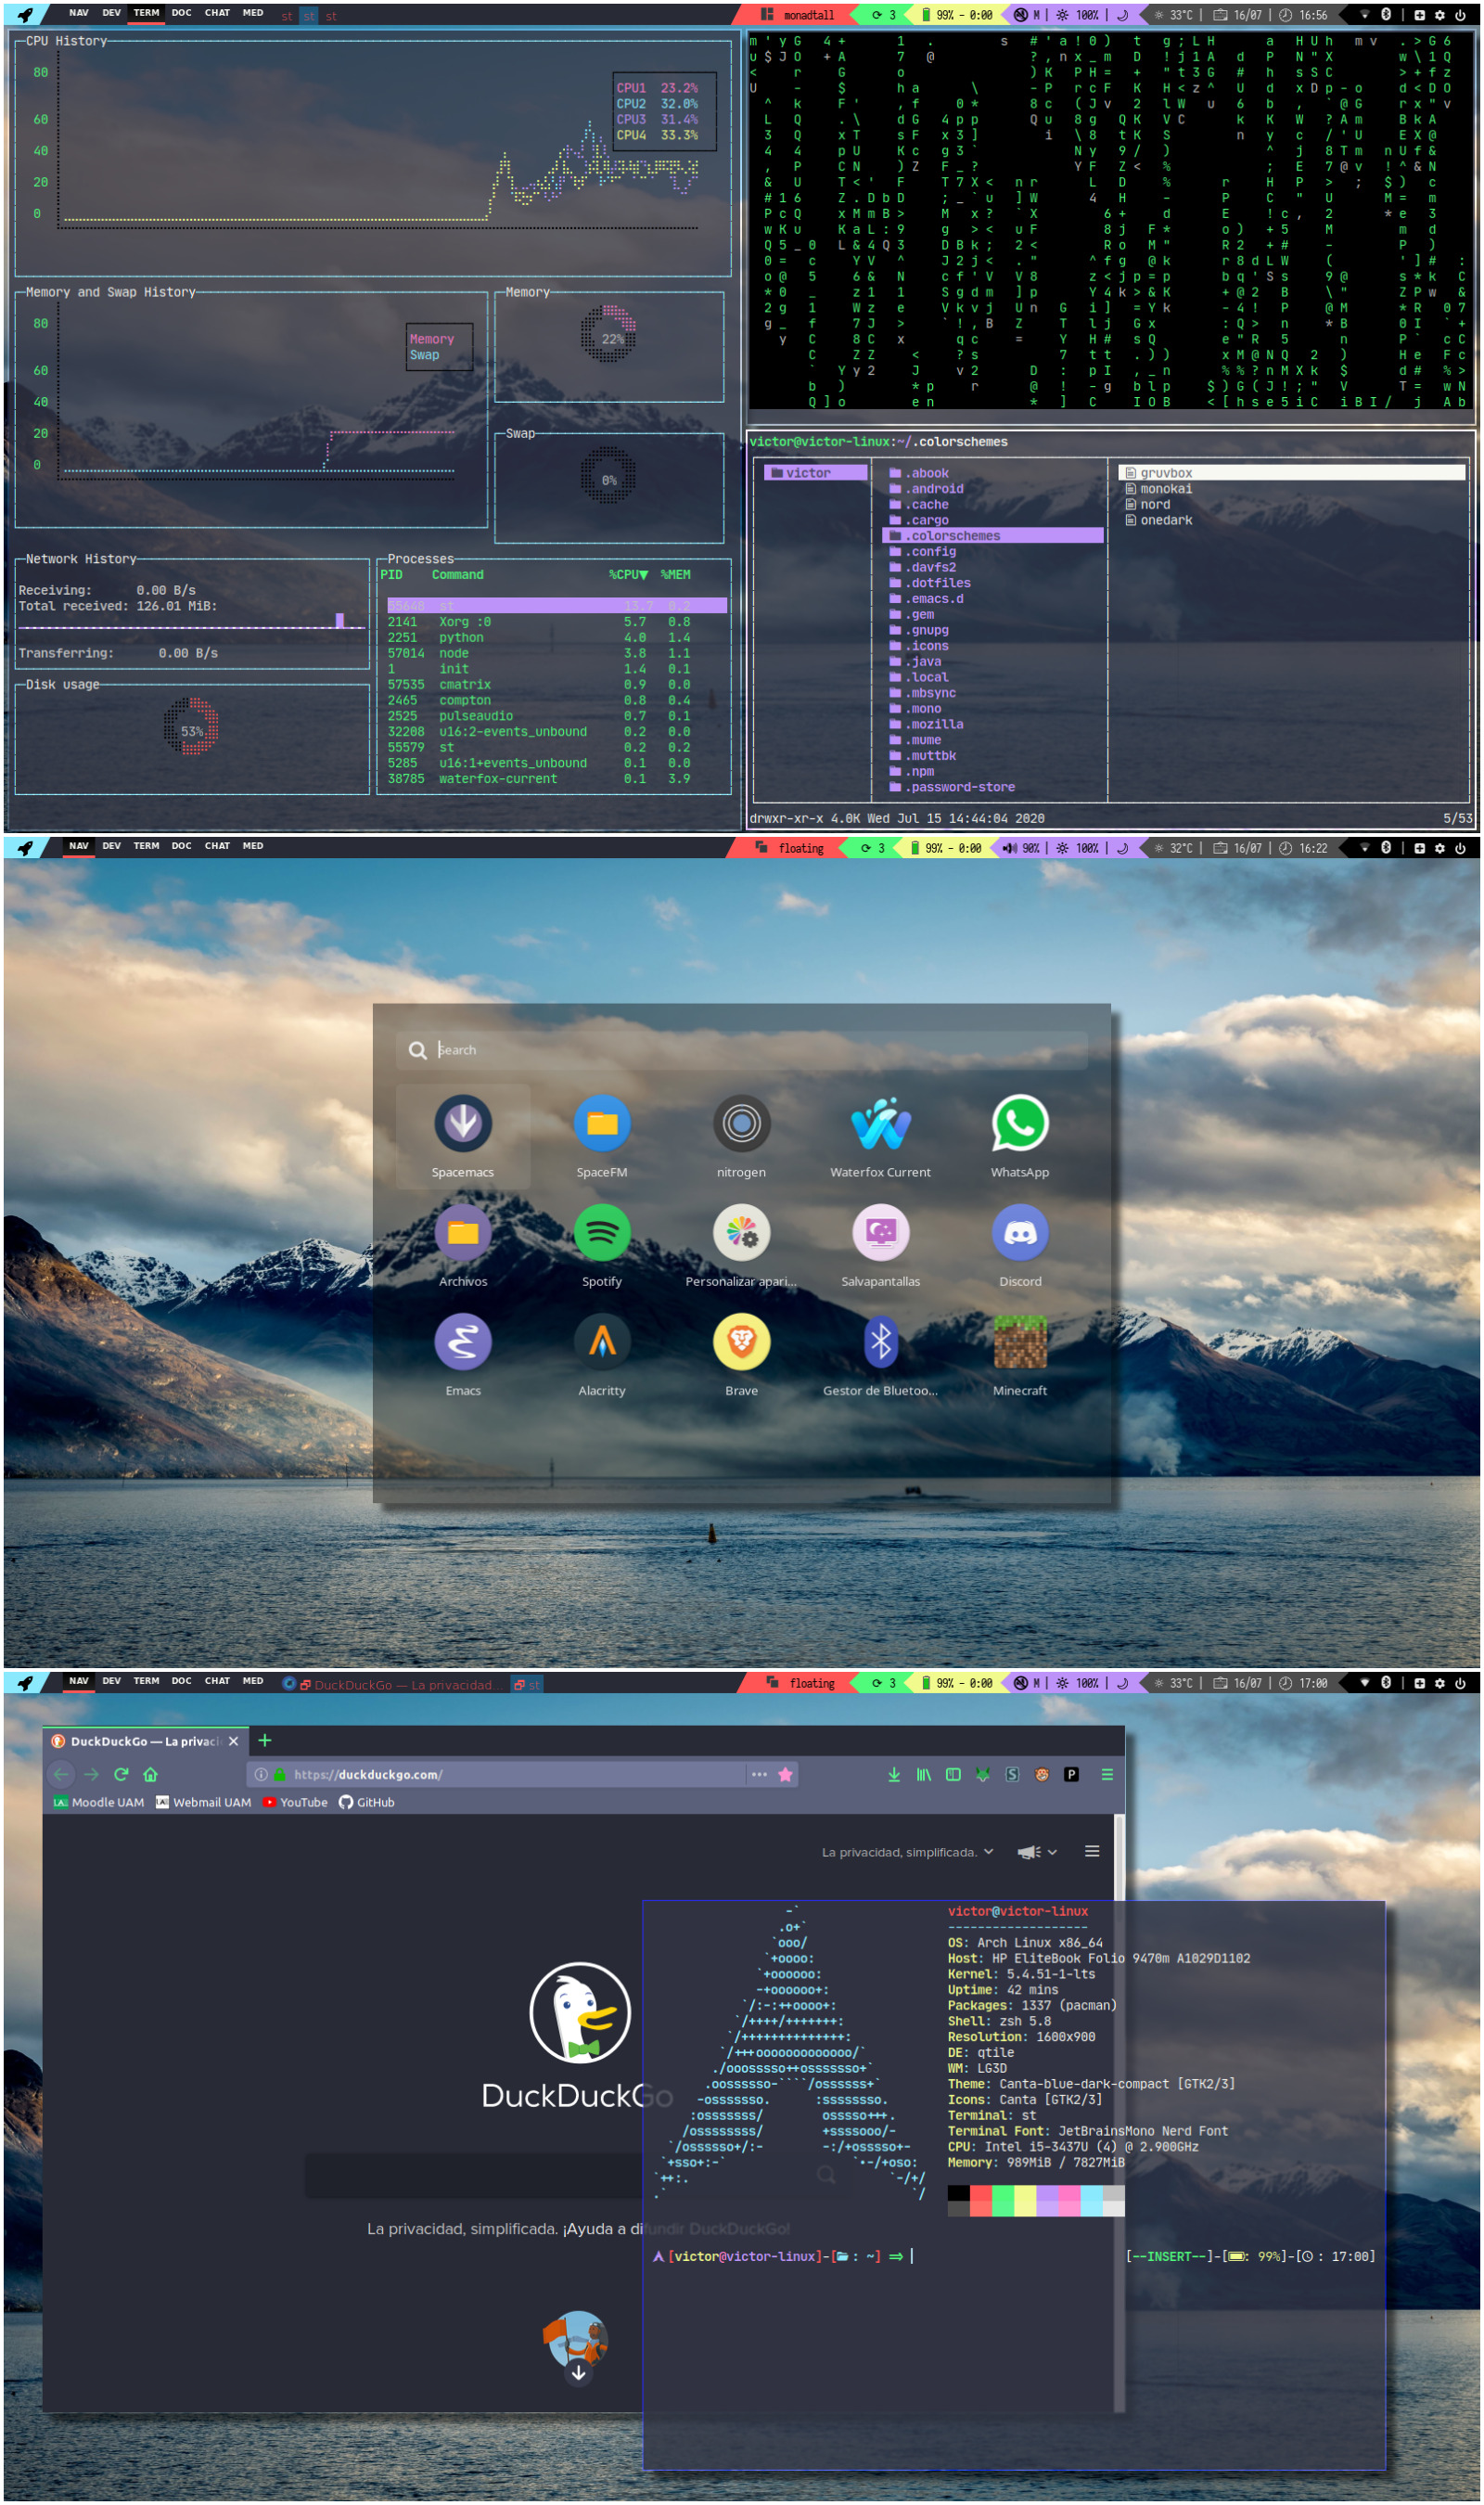 NAV DEV TERM DOC CHAT MED st st st
monadtall 3 99% - 0:00 M | 100% | 33°C | 16/07 | 16:56
CPU History
80
60
40
20
0
CPU1 23.2%
CPU2 32.0%
CPU3 31.4%
CPU4 33.3%
Memory and Swap History
80
60
40
20
0
Memory
Swap
Memory
22%
Swap
0%
Network History
Receiving: 0.00 B/s
Total received: 126.01 MiB:
Transferring: 0.00 B/s
Disk usage
53%
Processes
PID Command %CPU▼ %MEM
55648 st 13.7 0.2
2141 Xorg :0 5.7 0.8
2251 python 4.0 1.4
57014 node 3.8 1.1
1 init 1.4 0.1
57535 cmatrix 0.9 0.0
2465 compton 0.8 0.4
2525 pulseaudio 0.7 0.1
32208 u16:2-events_unbound 0.2 0.0
55579 st 0.2 0.2
5285 u16:1+events_unbound 0.1 0.0
38785 waterfox-current 0.1 3.9
victor@victor-linux:~/.colorschemes
victor
.abook
.android
.cache
.cargo
.colorschemes
.config
.davfs2
.dotfiles
.emacs.d
.gem
.gnupg
.icons
.java
.local
.mbsync
.mono
.mozilla
.mume
.muttbk
.npm
.password-store
gruvbox
monokai
nord
onedark
drwxr-xr-x 4.0K Wed Jul 15 14:44:04 2020 5/53
NAV DEV TERM DOC CHAT MED
floating 3 99% - 0:00 90% | 100% | 32°C | 16/07 | 16:22
Search
Spacemacs SpaceFM nitrogen Waterfox Current WhatsApp
Archivos Spotify Personalizar apari... Salvapantallas Discord
Emacs Alacritty Brave Gestor de Bluetoo... Minecraft
NAV DEV TERM DOC CHAT MED DuckDuckGo — La privacidad... st
floating 3 99% - 0:00 M | 100% | 33°C | 16/07 | 17:00
DuckDuckGo — La privaci
https://duckduckgo.com/
Moodle UAM Webmail UAM YouTube GitHub
La privacidad, simplificada.
DuckDuckGo
La privacidad, simplificada. ¡Ayuda a difundir DuckDuckGo!
victor@victor-linux
-------------------
OS: Arch Linux x86_64
Host: HP EliteBook Folio 9470m A1029D1102
Kernel: 5.4.51-1-lts
Uptime: 42 mins
Packages: 1337 (pacman)
Shell: zsh 5.8
Resolution: 1600x900
DE: qtile
WM: LG3D
Theme: Canta-blue-dark-compact [GTK2/3]
Icons: Canta [GTK2/3]
Terminal: st
Terminal Font: JetBrainsMono Nerd Font
CPU: Intel i5-3437U (4) @ 2.900GHz
Memory: 989MiB / 7827MiB
[victor@victor-linux]-[: ~] ⇒
[--INSERT--]-[: 99%]-[: 17:00]